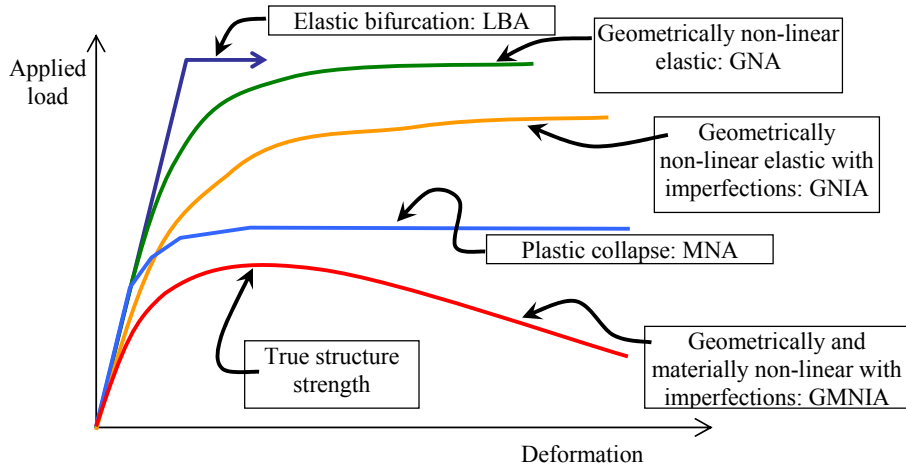 Elastic bifurcation: LBA
Geometrically non-linear
elastic: GNA
Applied
load
Geometrically
non-linear elastic with
imperfections: GNIA
Plastic collapse: MNA
True structure
strength
Geometrically and
materially non-linear with
imperfections: GMNIA
Deformation